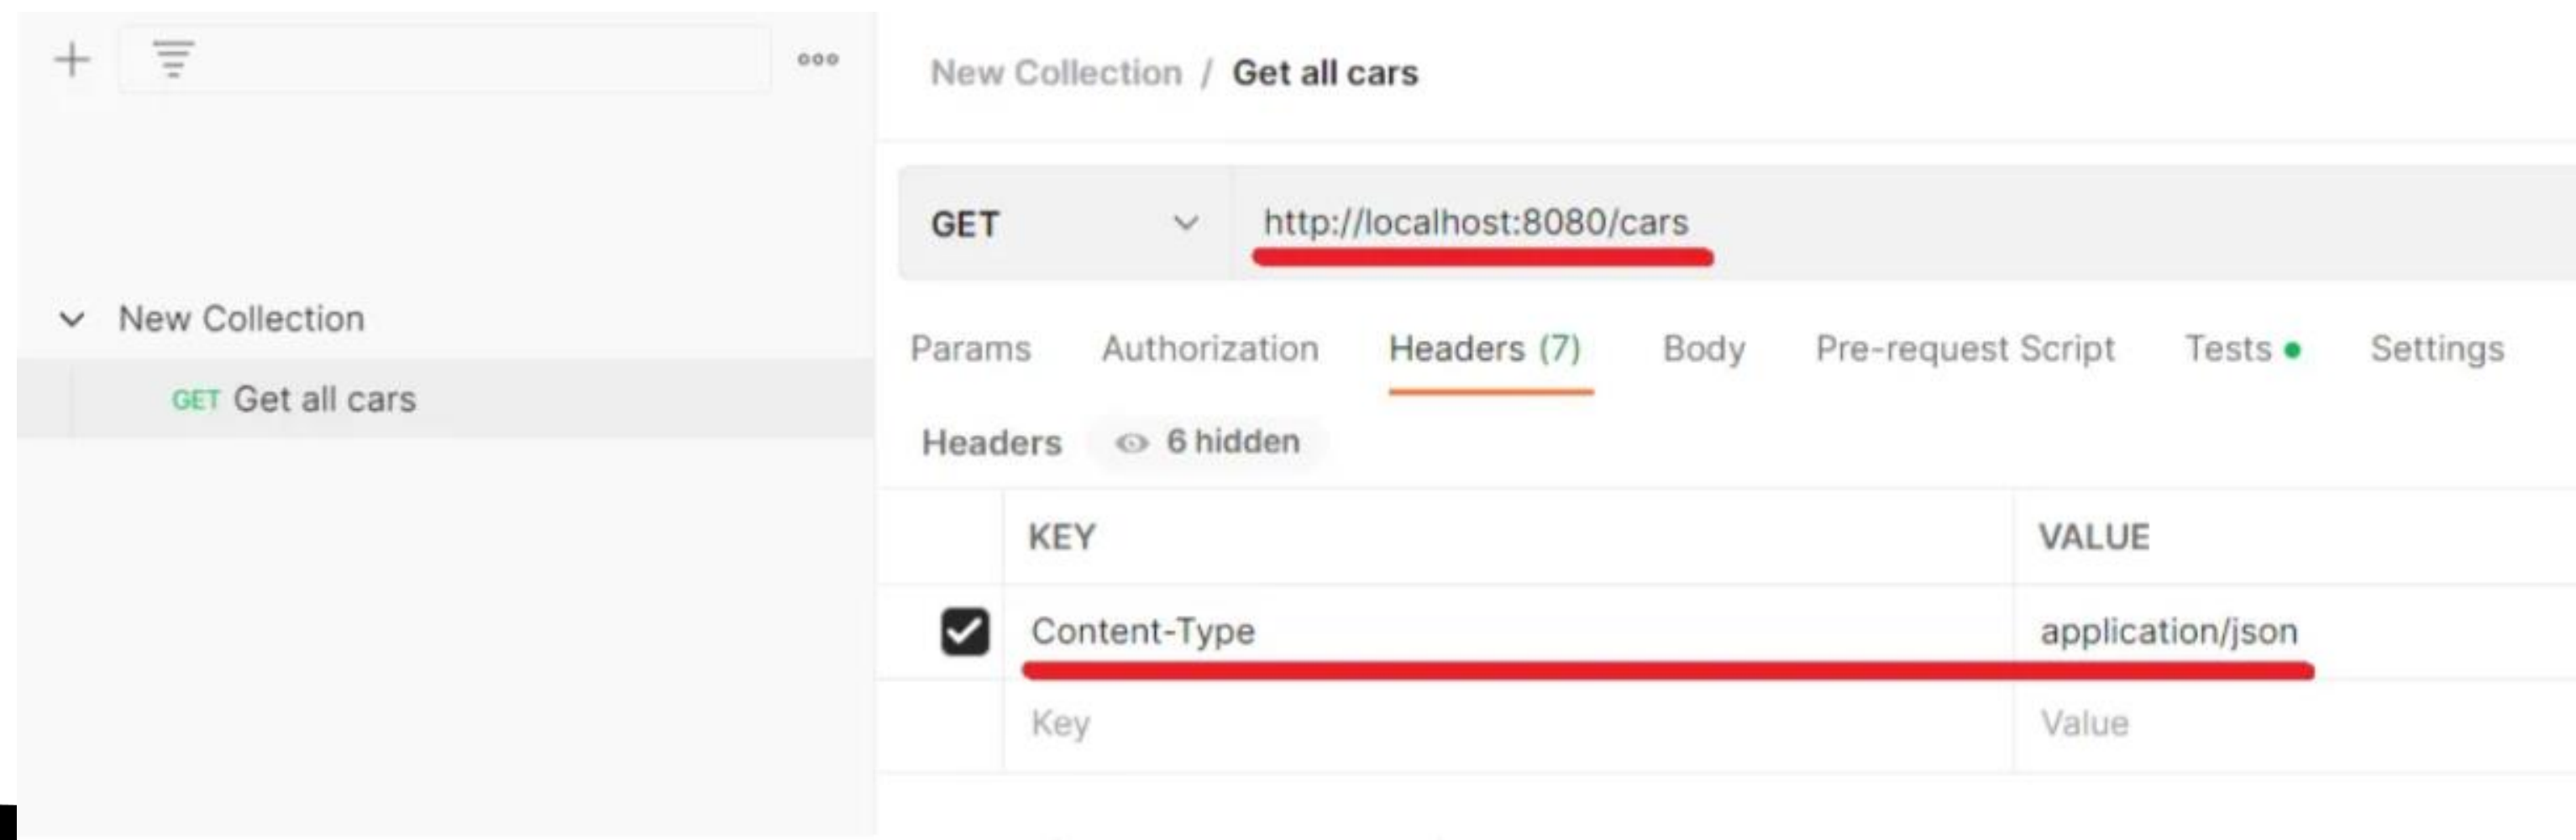 New Collection / Get all cars
GET http://localhost:8080/cars
New Collection
GET Get all cars
Params Authorization Headers (7) Body Pre-request Script Tests Settings
Headers 6 hidden
KEY VALUE
Content-Type application/json
Key Value